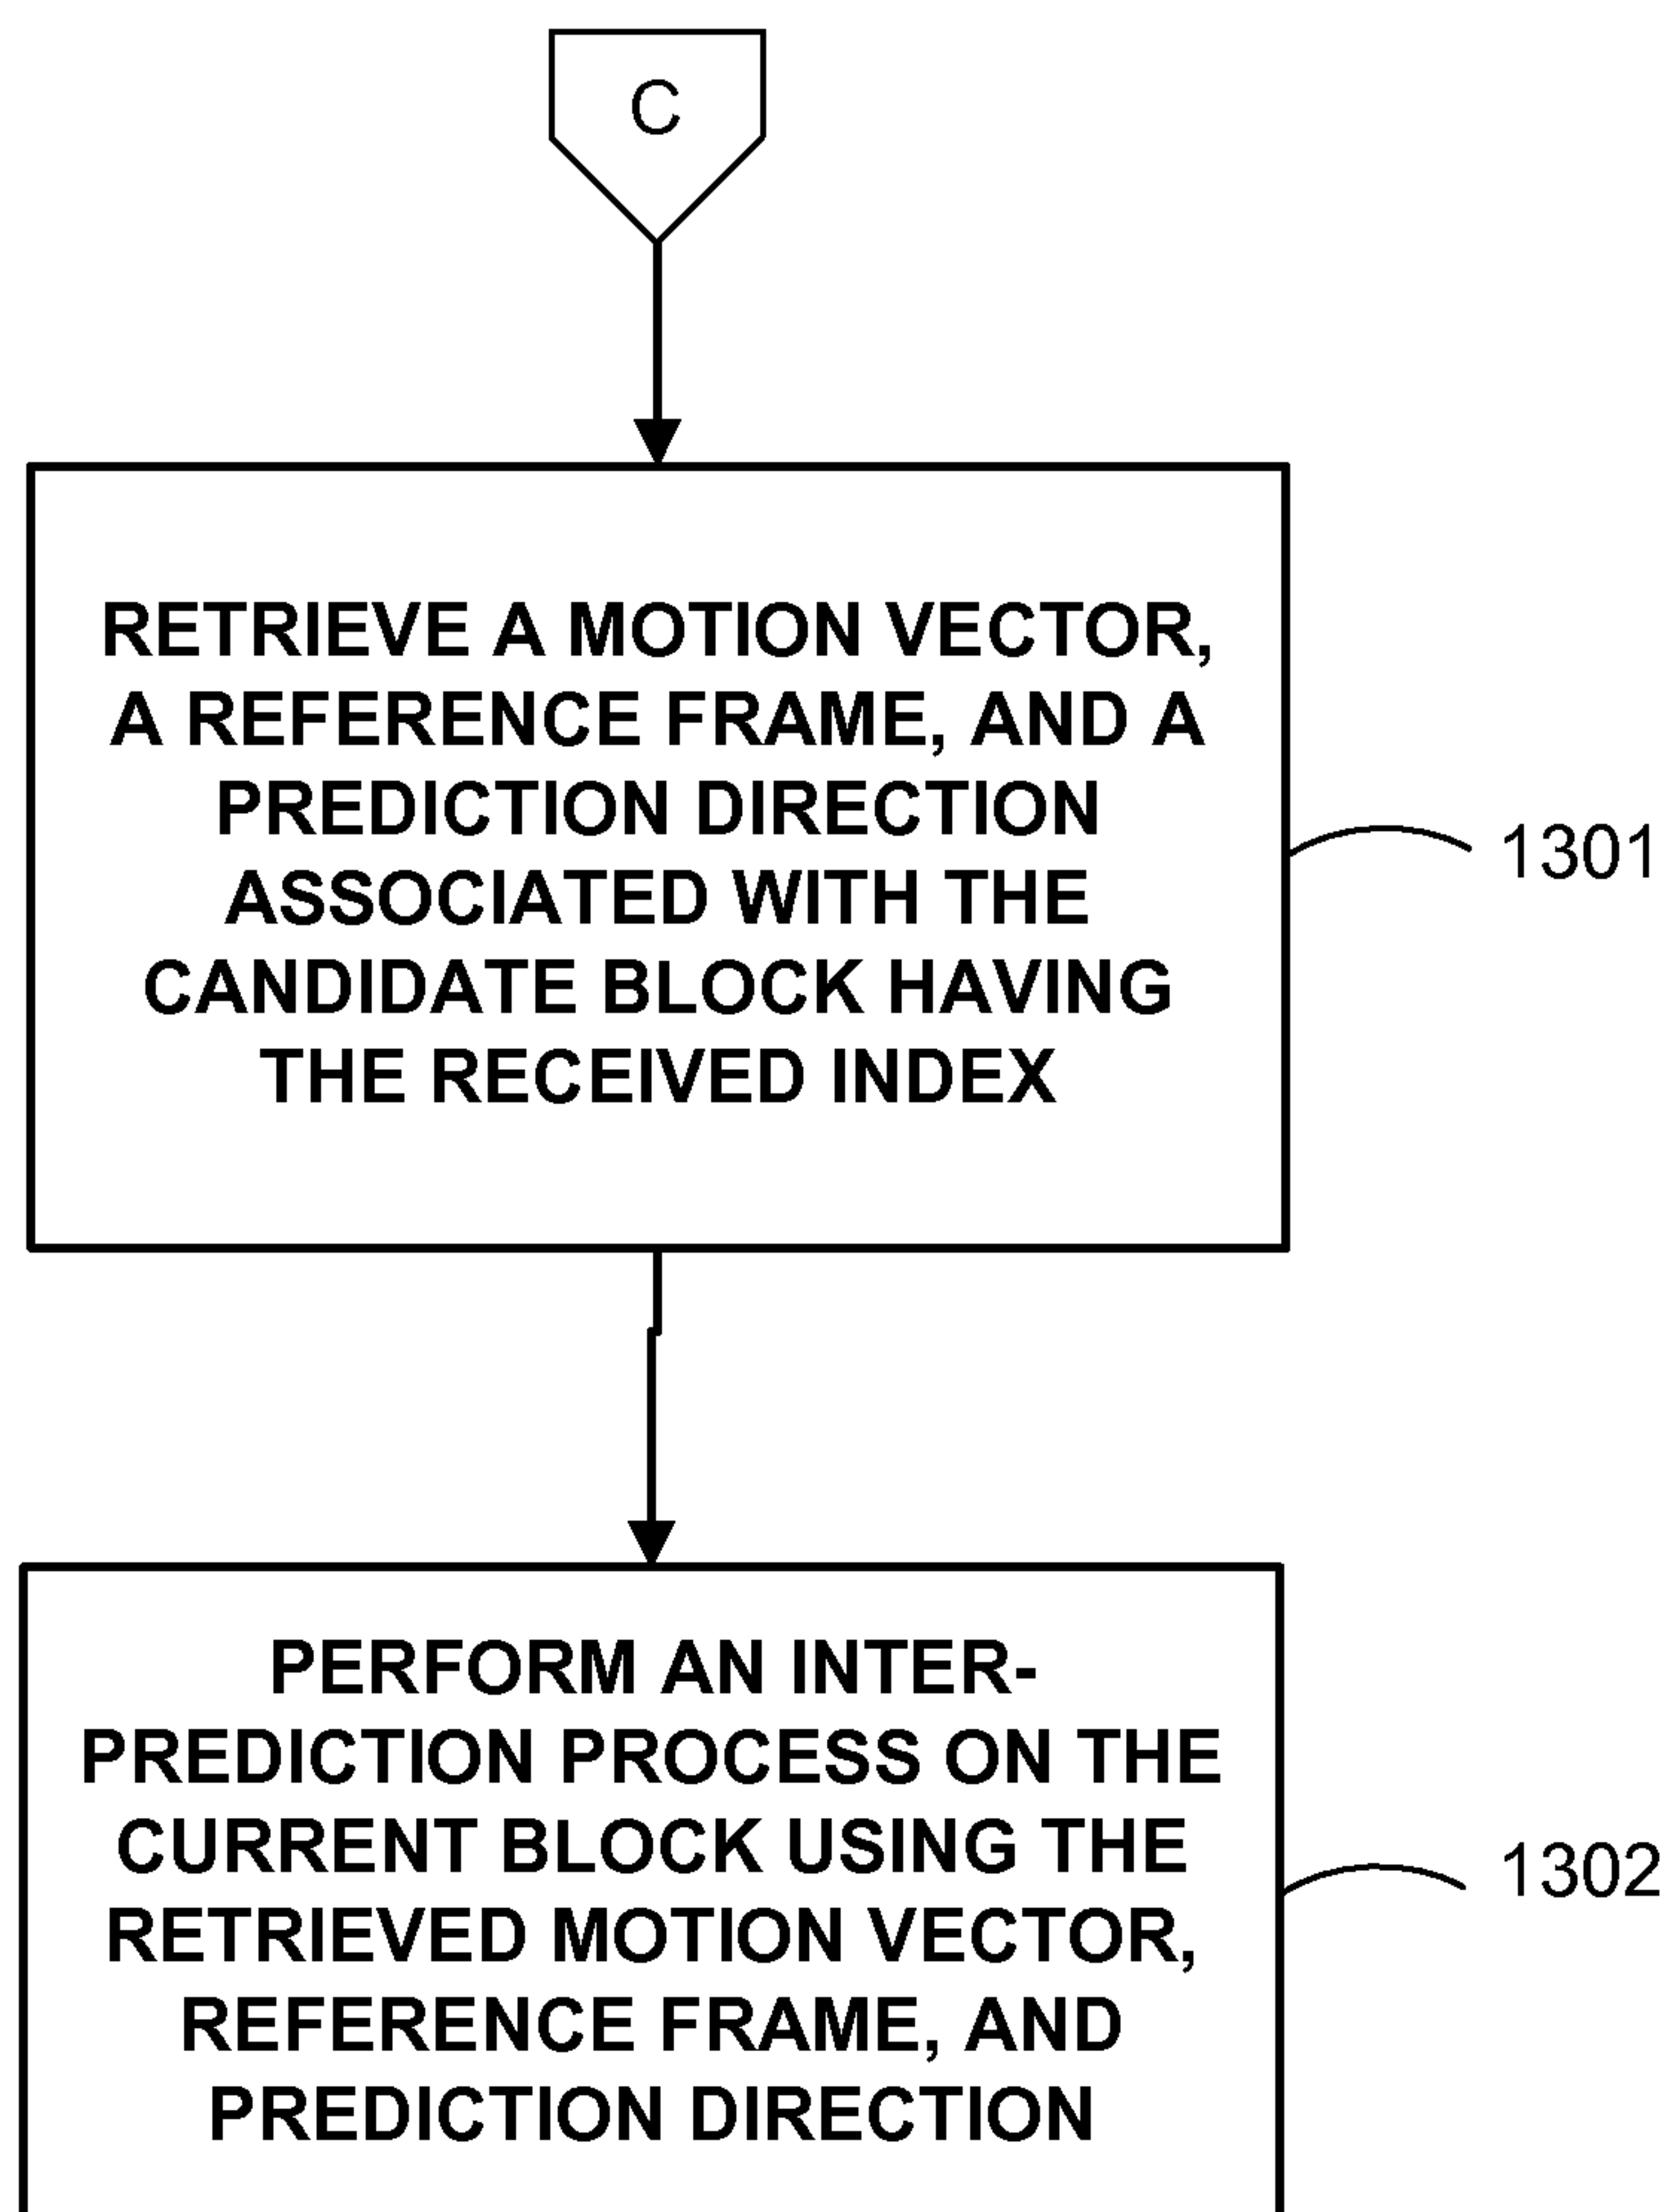 C
RETRIEVE A MOTION VECTOR,
A REFERENCE FRAME, AND A
PREDICTION DIRECTION
ASSOCIATED WITH THE
CANDIDATE BLOCK HAVING
THE RECEIVED INDEX
1301
PERFORM AN INTER-
PREDICTION PROCESS ON THE
CURRENT BLOCK USING THE
RETRIEVED MOTION VECTOR,
REFERENCE FRAME, AND
PREDICTION DIRECTION
1302